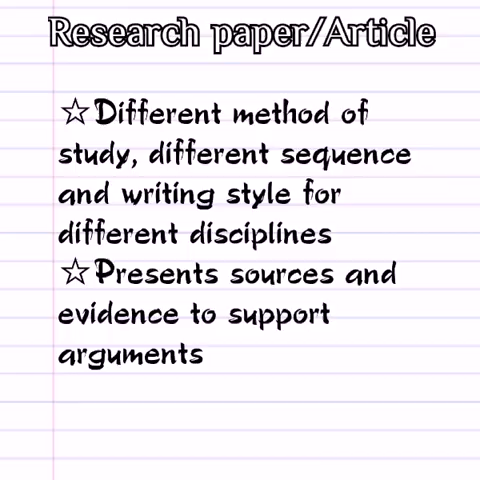 Research paper/Article
☆Different method of
study, different sequence
and writing style for
different disciplines
☆Presents sources and
evidence to support
arguments